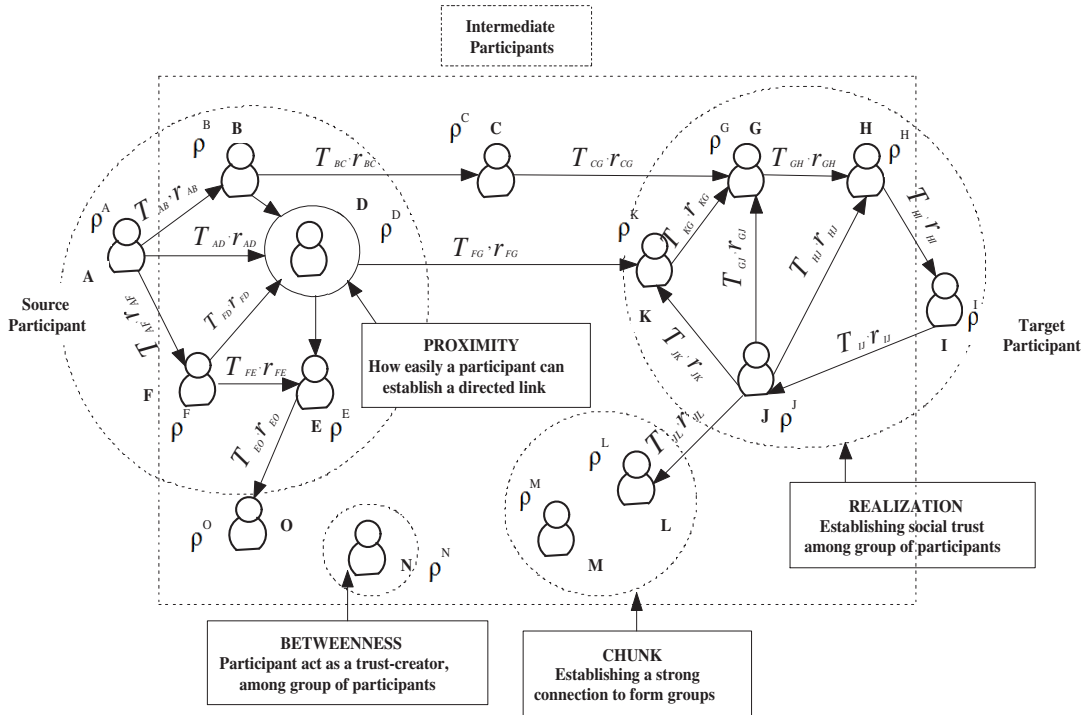 Intermediate
Participants
ρ^B B
ρ^C C
ρ^G G
H ρ^H
T_BC·r_BC
T_CG·r_CG
T_GH·r_GH
T_AB·r_AB
ρ^A
A
D
ρ^D
T_AD·r_AD
T_FG·r_FG
ρ^K
K
T_KG·r_KG
T_GJ·r_GJ
T_HJ·r_HJ
T_HI·r_HI
Source
Participant
T_AF·r_AF
T_FD·r_FD
ρ^I
I
Target
Participant
T_IJ·r_IJ
T_JK·r_JK
PROXIMITY
How easily a participant can
establish a directed link
T_FE·r_FE
F
ρ^F
E ρ^E
J ρ^J
T_EO·r_EO
T_JL·r_JL
ρ^L
L
ρ^M
M
ρ^O
O
N ρ^N
REALIZATION
Establishing social trust
among group of participants
BETWEENNESS
Participant act as a trust-creator,
among group of participants
CHUNK
Establishing a strong
connection to form groups